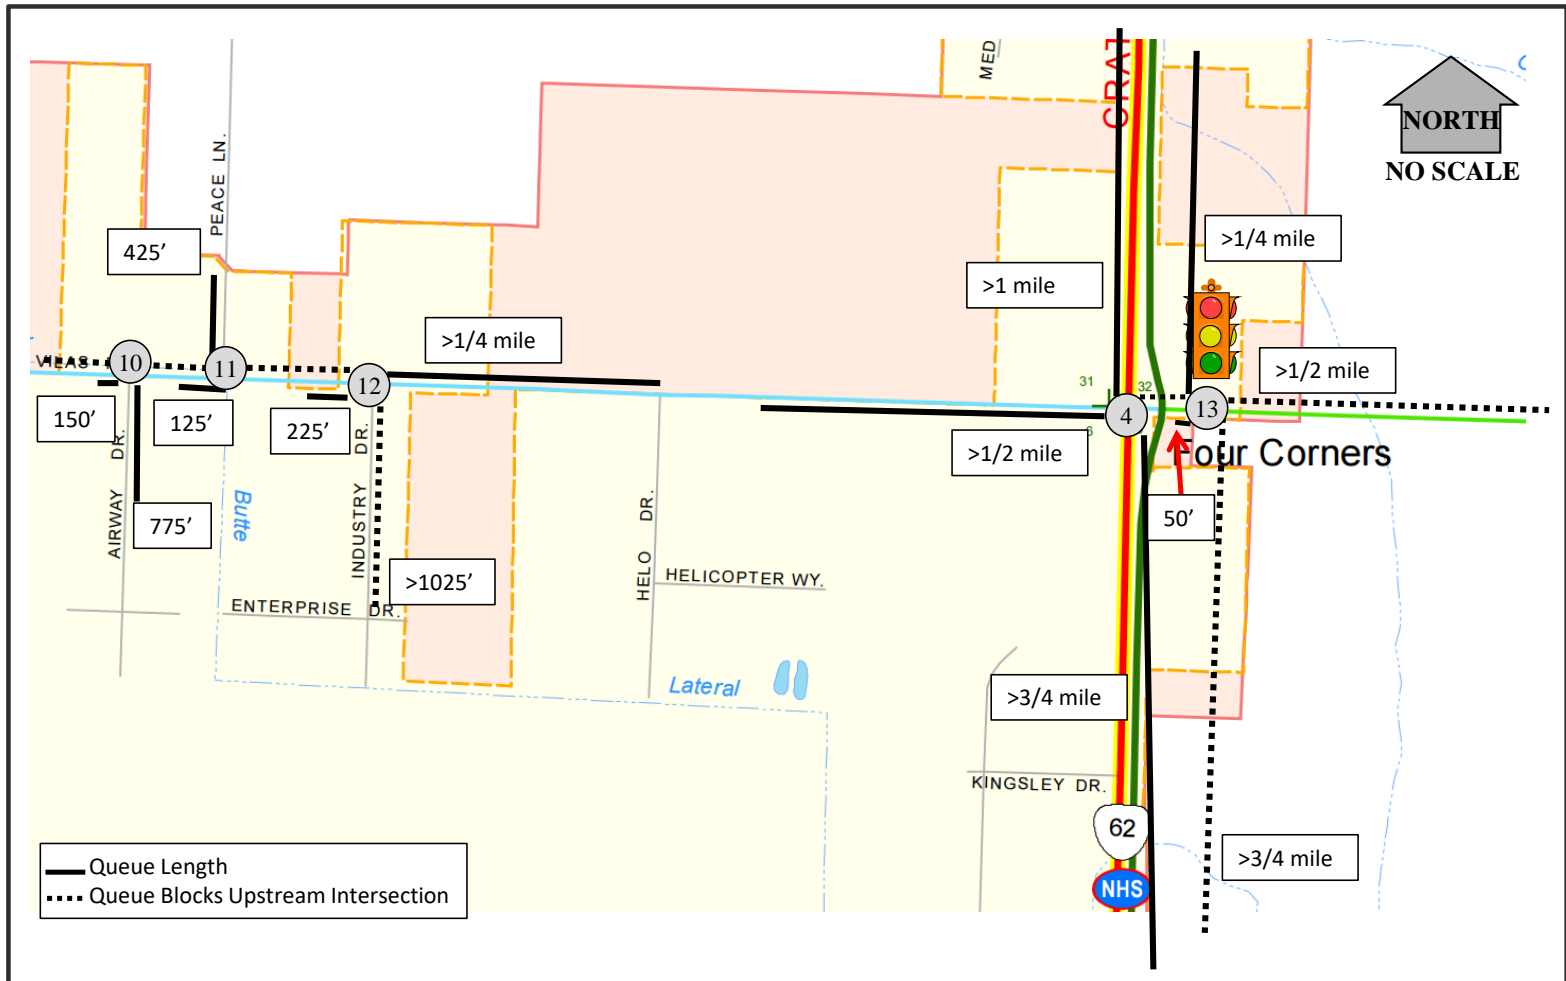 MED
CRAT
NORTH
NO SCALE
PEACE LN.
425’
>1/4 mile
>1 mile
>1/4 mile
>1/2 mile
VILAS
10
11
12
31
32
4
13
6
150’
125’
225’
>1/2 mile
Four Corners
50’
AIRWAY DR.
775’
Butte
INDUSTRY DR.
>1025’
HELO DR.
HELICOPTER WY.
ENTERPRISE DR.
Lateral
>3/4 mile
KINGSLEY DR.
62
NHS
>3/4 mile
Queue Length
Queue Blocks Upstream Intersection